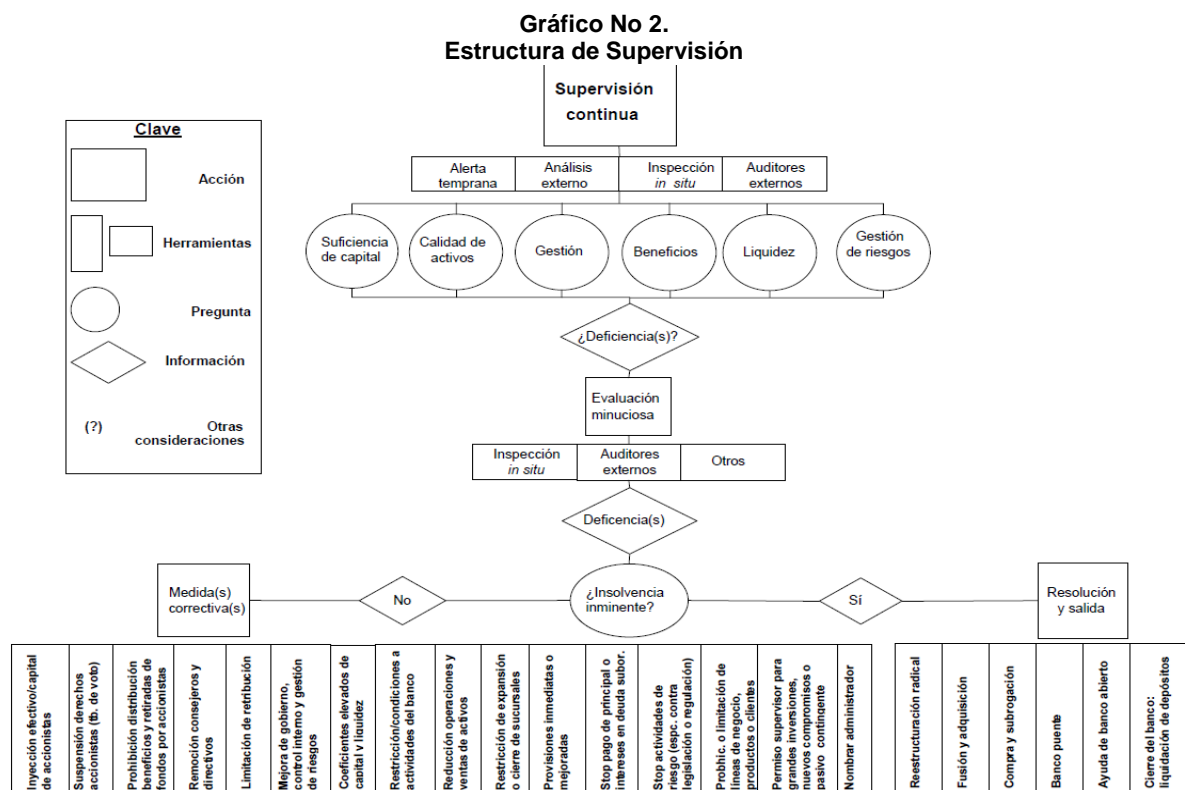 Gráfico No 2.
Estructura de Supervisión
Supervisión
continua
Clave
Acción
Herramientas
Pregunta
Información
(?)
Otras
consideraciones
Alerta
temprana
Análisis
externo
Inspección
in situ
Auditores
externos
Suficiencia
de capital
Calidad de
activos
Gestión
Beneficios
Liquidez
Gestión
de riesgos
¿Deficiencia(s)?
Evaluación
minuciosa
Inspección
in situ
Auditores
externos
Otros
Deficencia(s)
Medida(s)
correctiva(s)
No
¿Insolvencia
inminente?
Sí
Resolución
y salida
Inyección efectivo/capital
de accionistas
Suspensión derechos
accionistas (tb. de voto)
Prohibición distribución
beneficios y retiradas de
fondos por accionistas
Remoción consejeros y
directivos
Limitación de retribución
Mejora de gobierno,
control interno y gestión
de riesgos
Coeficientes elevados de
capital y liquidez
Restricción/condiciones a
actividades del banco
Reducción operaciones y
ventas de activos
Restricción de expansión
o cierre de sucursales
Provisiones inmediatas o
mejoradas
Stop pago de principal o
intereses en deuda subor.
Stop actividades de
riesgo (espc. contra
legislación o regulación)
Probhic. o limitación de
líneas de negocio,
productos o clientes
Permiso supervisor para
grandes inversiones,
nuevos compromisos o
pasivo contingente
Nombrar administrador
Reestructuración radical
Fusión y adquisición
Compra y subrogación
Banco puente
Ayuda de banco abierto
Cierre del banco:
liquidación de depósitos